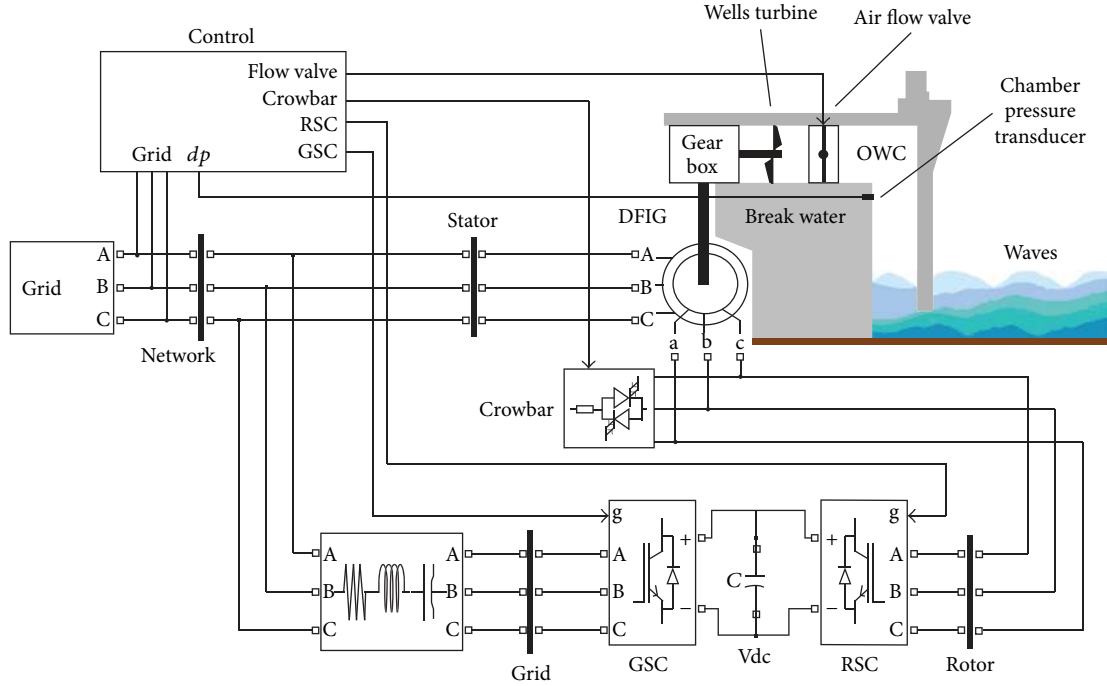 Wells turbine
Air flow valve
Control
Flow valve
Crowbar
RSC
GSC
Grid dp
Chamber
pressure
transducer
Gear
box
OWC
Stator
DFIG
Break water
Waves
Grid
A
B
C
A
B
C
Network
a b c
Crowbar
g
g
A
B
C
A
B
C
Grid
A
B
C
+
−
C
+
−
A
B
C
GSC
Vdc
RSC
Rotor